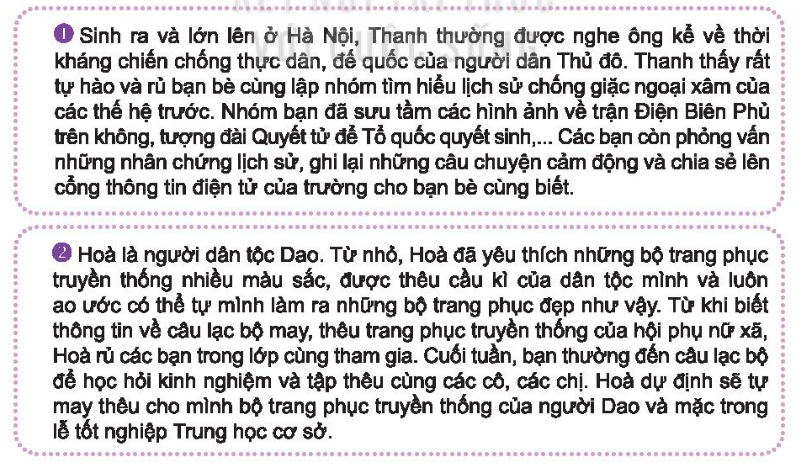 KẾT NỐI TRI THỨC
VỚI CUỘC SỐNG
1 Sinh ra và lớn lên ở Hà Nội, Thanh thường được nghe ông kể về thời
kháng chiến chống thực dân, đế quốc của người dân Thủ đô. Thanh thấy rất
tự hào và rủ bạn bè cùng lập nhóm tìm hiểu lịch sử chống giặc ngoại xâm của
các thế hệ trước. Nhóm bạn đã sưu tầm các hình ảnh về trận Điện Biên Phủ
trên không, tượng đài Quyết tử để Tổ quốc quyết sinh,... Các bạn còn phỏng vấn
những nhân chứng lịch sử, ghi lại những câu chuyện cảm động và chia sẻ lên
cổng thông tin điện tử của trường cho bạn bè cùng biết.
2 Hoà là người dân tộc Dao. Từ nhỏ, Hoà đã yêu thích những bộ trang phục
truyền thống nhiều màu sắc, được thêu cầu kì của dân tộc mình và luôn
ao ước có thể tự mình làm ra những bộ trang phục đẹp như vậy. Từ khi biết
thông tin về câu lạc bộ may, thêu trang phục truyền thống của hội phụ nữ xã,
Hoà rủ các bạn trong lớp cùng tham gia. Cuối tuần, bạn thường đến câu lạc bộ
để học hỏi kinh nghiệm và tập thêu cùng các cô, các chị. Hoà dự định sẽ tự
may thêu cho mình bộ trang phục truyền thống của người Dao và mặc trong
lễ tốt nghiệp Trung học cơ sở.